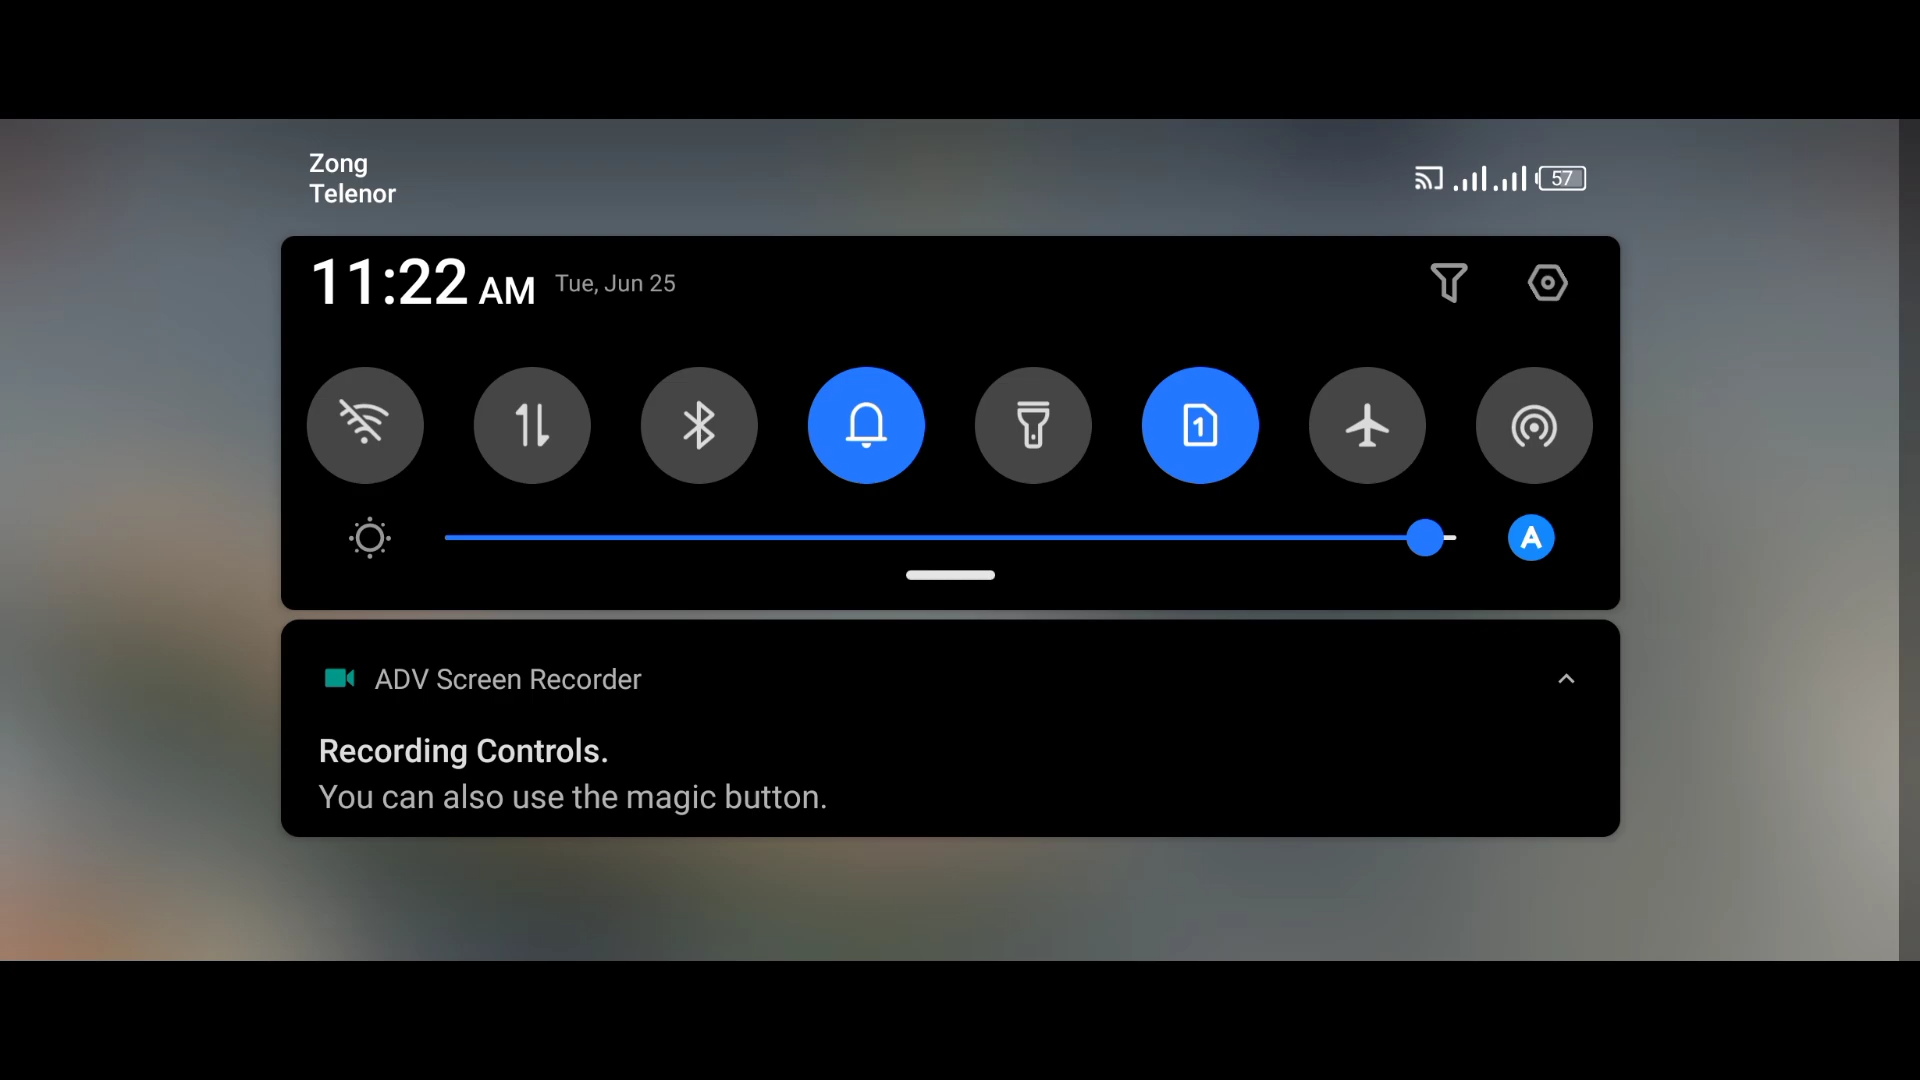 Zong
Telenor
57
11:22 AM Tue, Jun 25
1
A
ADV Screen Recorder
Recording Controls.
You can also use the magic button.